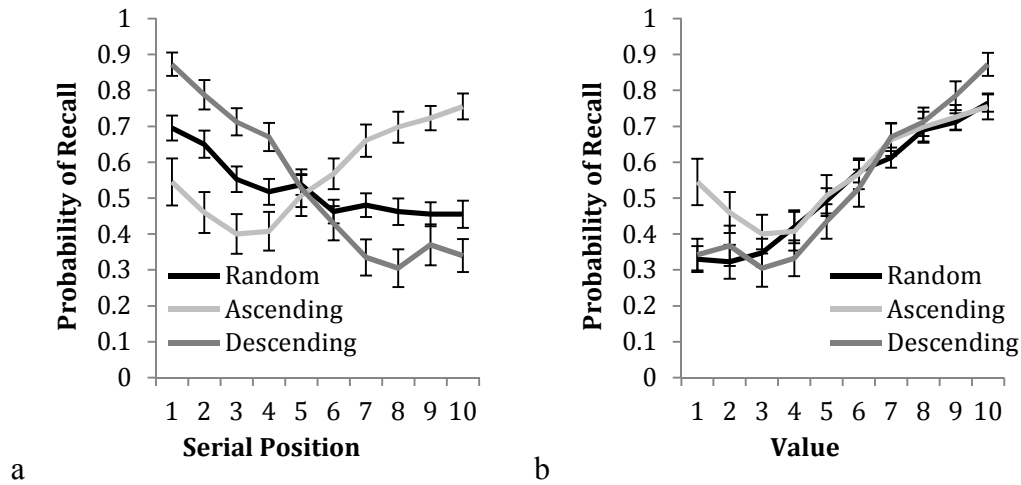 Probability of Recall
1
0.9
0.8
0.7
0.6
0.5
0.4
0.3
0.2
0.1
0
Random
Ascending
Descending
1 2 3 4 5 6 7 8 9 10
Serial Position
a
Probability of Recall
1
0.9
0.8
0.7
0.6
0.5
0.4
0.3
0.2
0.1
0
Random
Ascending
Descending
1 2 3 4 5 6 7 8 9 10
Value
b